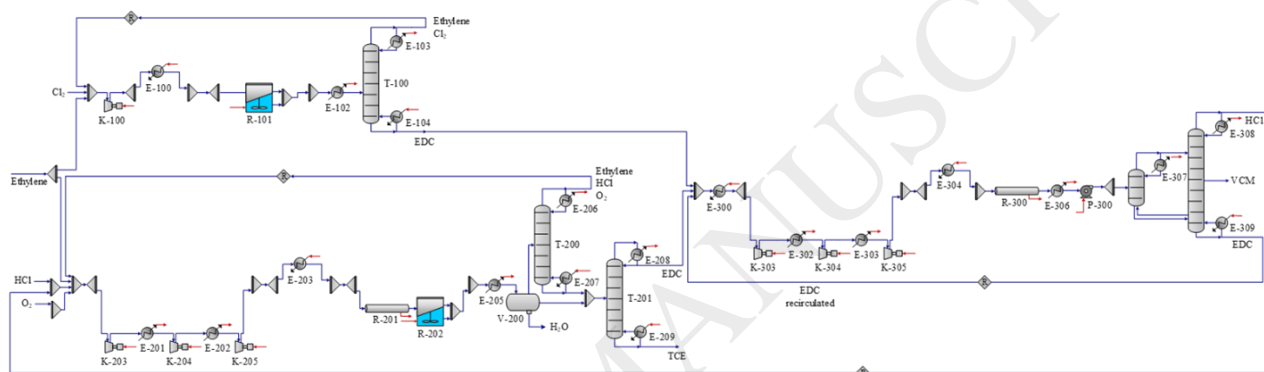 R
Ethylene
Cl2
E-103
E-100
T-100
Cl2
K-100
R-101
E-102
E-104
EDC
Ethylene
R
Ethylene
HCl
O2
E-206
T-200
E-207
E-208
EDC
T-201
E-209
TCE
HCl
O2
E-203
E-205
V-200
H2O
R-201
R-202
K-203
E-201
K-204
E-202
K-205
E-300
K-303
E-302
K-304
E-303
K-305
EDC
recirculated
E-304
R-300
E-306
P-300
E-307
HCl
E-308
VCM
E-309
EDC
R
R
MANUSCRI